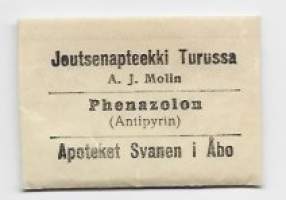 Joutsenapteekki Turussa
A. J. Molin
Phenazolon
(Antipyrin)
Apoteket Svanen i Åbo